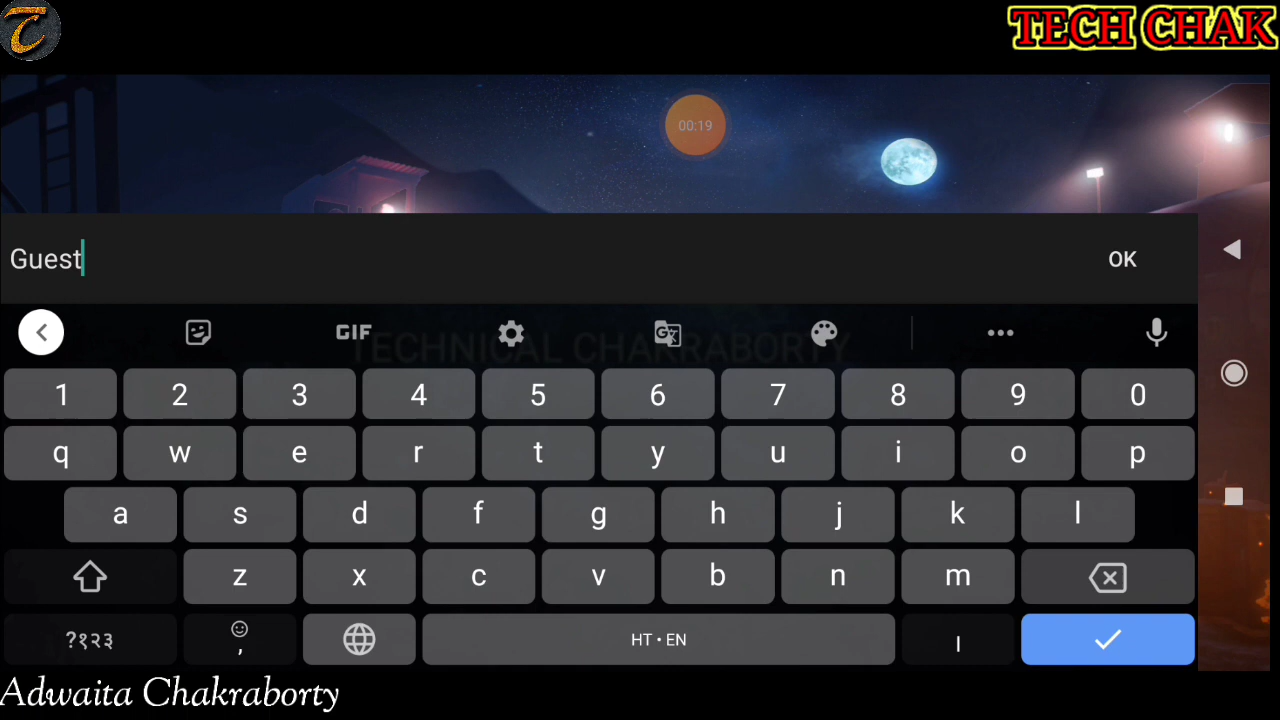 TECH CHAK
00:19
Guest
OK
GIF
TECHNICAL CHAKRABORTY
1 2 3 4 5 6 7 8 9 0
q w e r t y u i o p
a s d f g h j k l
z x c v b n m
?१२३ , HT • EN ।
Adwaita Chakraborty